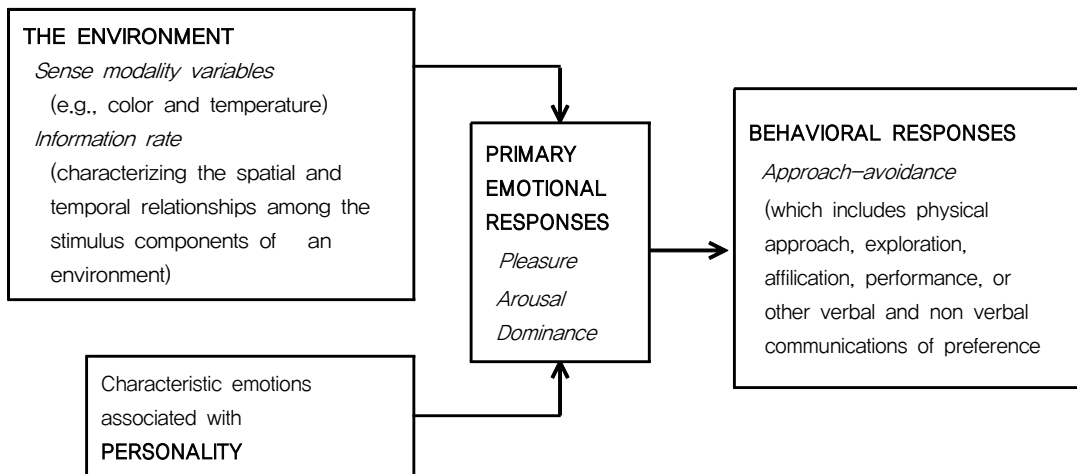 THE ENVIRONMENT
Sense modality variables
(e.g., color and temperature)
Information rate
(characterizing the spatial and
temporal relationships among the
stimulus components of an
environment)
Characteristic emotions
associated with
PERSONALITY
PRIMARY
EMOTIONAL
RESPONSES
Pleasure
Arousal
Dominance
BEHAVIORAL RESPONSES
Approach-avoidance
(which includes physical
approach, exploration,
affilication, performance, or
other verbal and non verbal
communications of preference